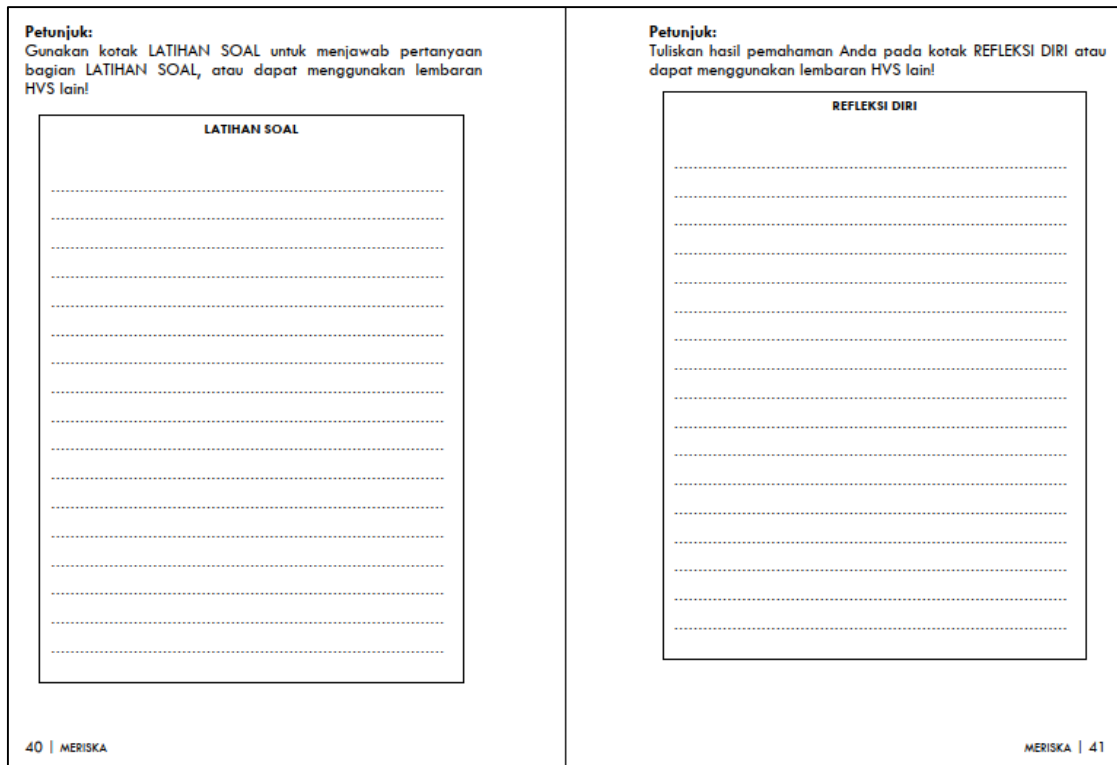 Petunjuk:
Gunakan kotak LATIHAN SOAL untuk menjawab pertanyaan
bagian LATIHAN SOAL, atau dapat menggunakan lembaran
HVS lain!
LATIHAN SOAL
40 | MERISKA
Petunjuk:
Tuliskan hasil pemahaman Anda pada kotak REFLEKSI DIRI atau
dapat menggunakan lembaran HVS lain!
REFLEKSI DIRI
MERISKA | 41